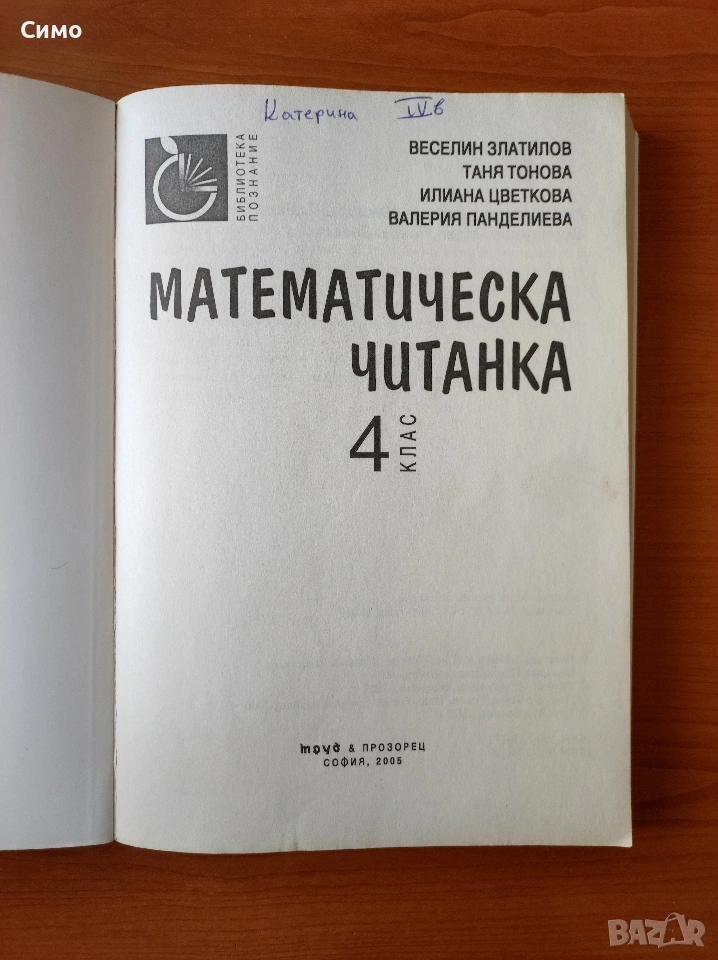 Симо
Катерина IVв
БИБЛИОТЕКА
ПОЗНАНИЕ
ВЕСЕЛИН ЗЛАТИЛОВ
ТАНЯ ТОНОВА
ИЛИАНА ЦВЕТКОВА
ВАЛЕРИЯ ПАНДЕЛИЕВА
МАТЕМАТИЧЕСКА
ЧИТАНКА
4
КЛАС
труд & ПРОЗОРЕЦ
СОФИЯ, 2005
BAZAR